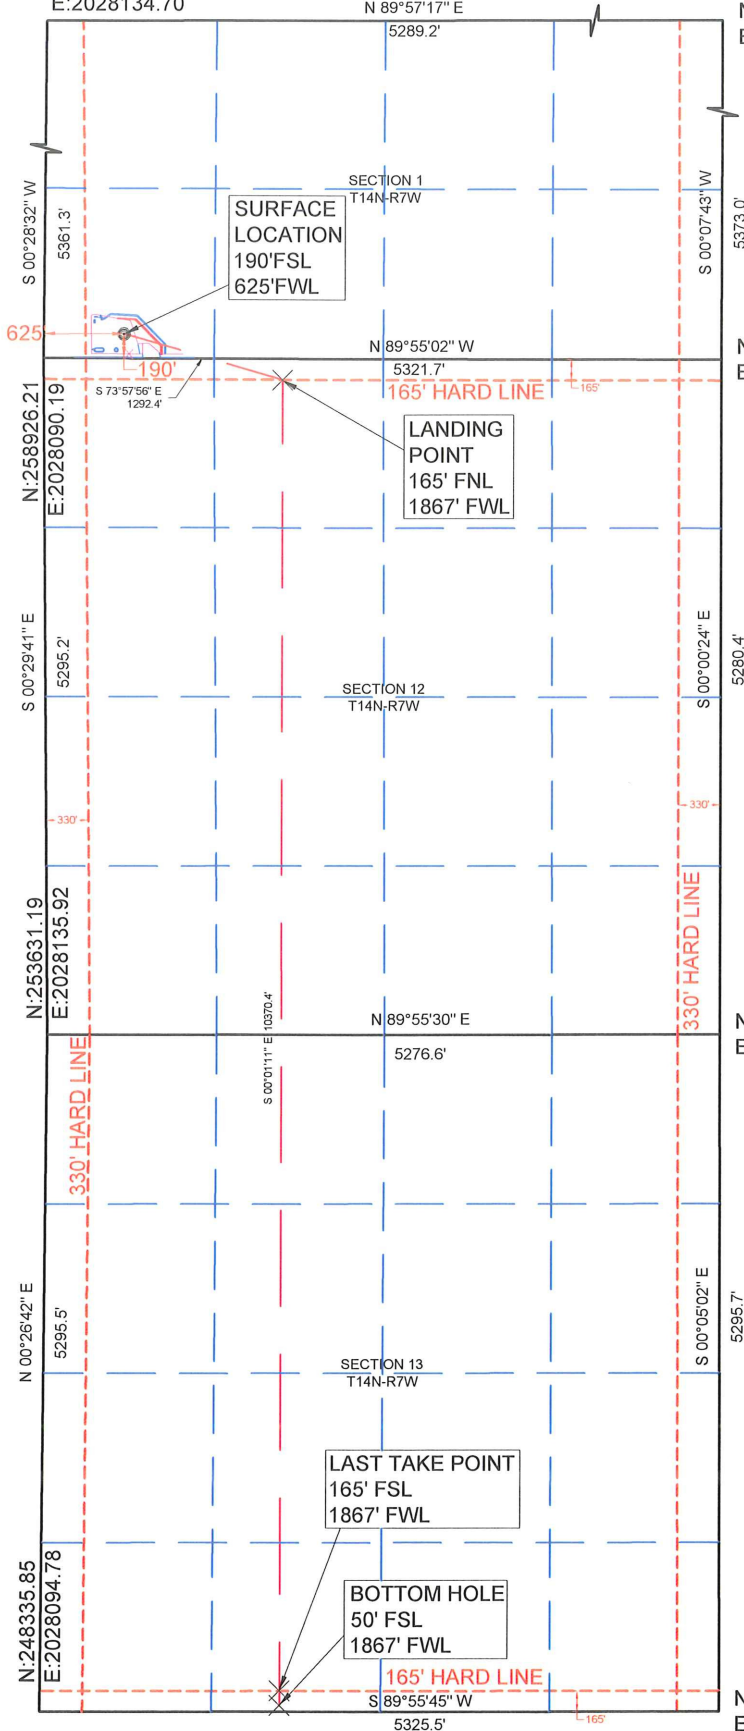 E:2028134.70
N 89°57'17" E
5289.2'
S 00°28'32" W
5361.3'
SECTION 1
T14N-R7W
S 00°07'43" W
5373.0'
SURFACE
LOCATION
190'FSL
625'FWL
625
190'
N 89°55'02" W
5321.7'
S 73°57'56" E
1292.4'
165' HARD LINE
165'
N:258926.21
E:2028090.19
LANDING
POINT
165' FNL
1867' FWL
S 00°29'41" E
5295.2'
SECTION 12
T14N-R7W
S 00°00'24" E
5280.4'
330'
330'
330' HARD LINE
N:253631.19
E:2028135.92
S 00°01'11" E 10370.4'
N 89°55'30" E
5276.6'
330' HARD LINE
N 00°26'42" E
5295.5'
SECTION 13
T14N-R7W
S 00°05'02" E
5295.7'
LAST TAKE POINT
165' FSL
1867' FWL
BOTTOM HOLE
50' FSL
1867' FWL
N:248335.85
E:2028094.78
165' HARD LINE
S 89°55'45" W
5325.5'
165'